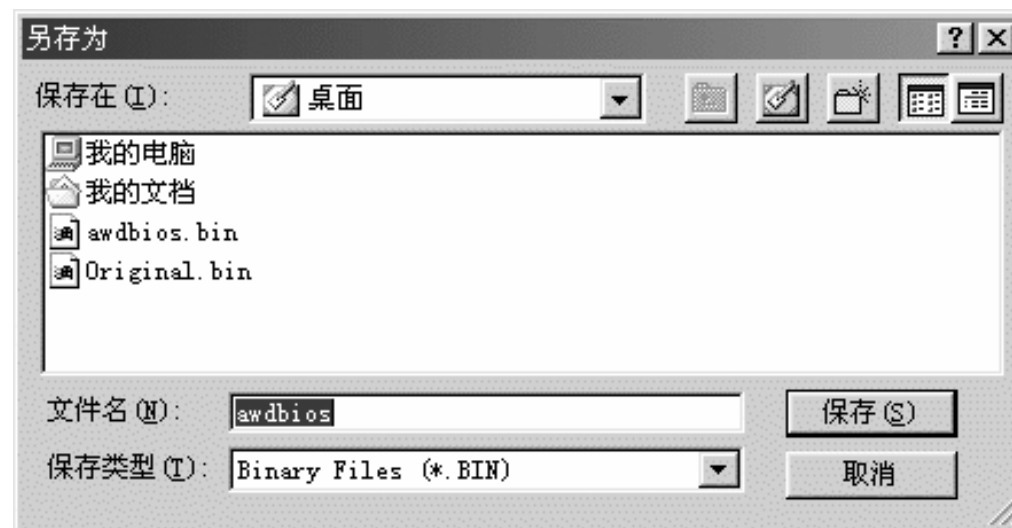 另存为
保存在(I): 桌面
我的电脑
我的文档
awdbios.bin
Original.bin
文件名(N): awdbios 保存(S)
保存类型(T): Binary Files (*.BIN) 取消